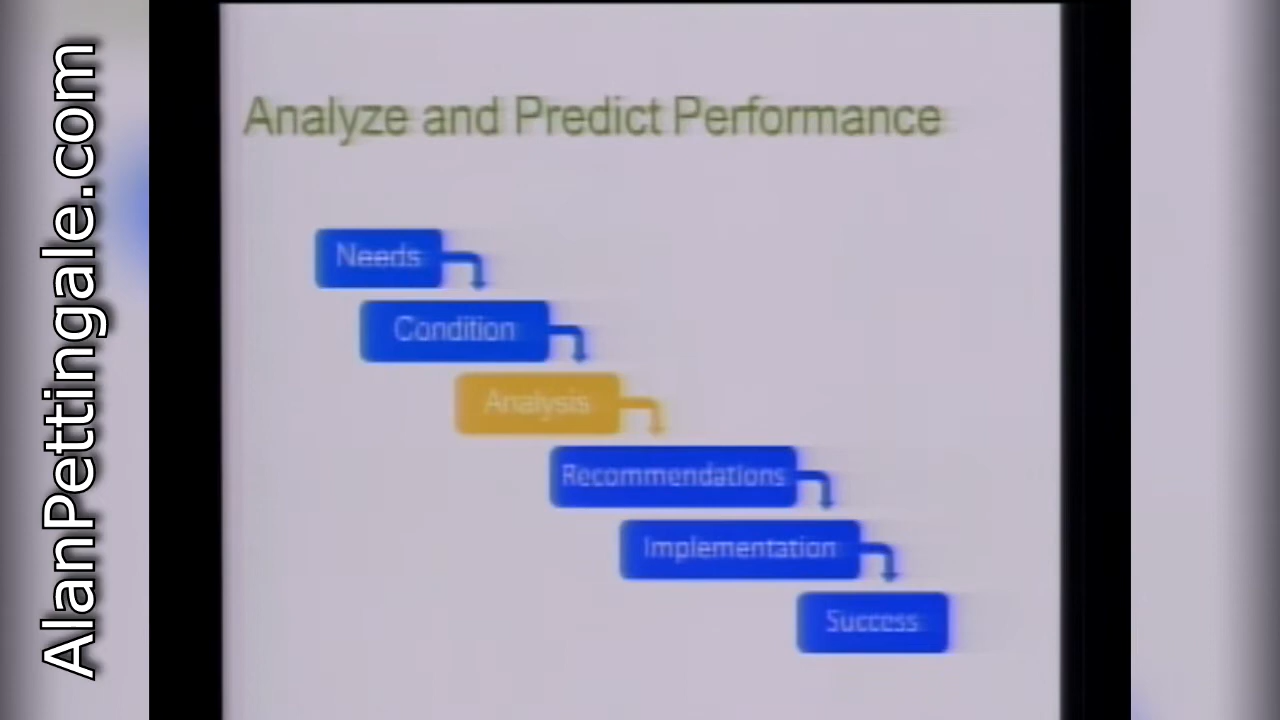 AlanPettingale.com
Analyze and Predict Performance
Needs
Condition
Analysis
Recommendations
Implementation
Success